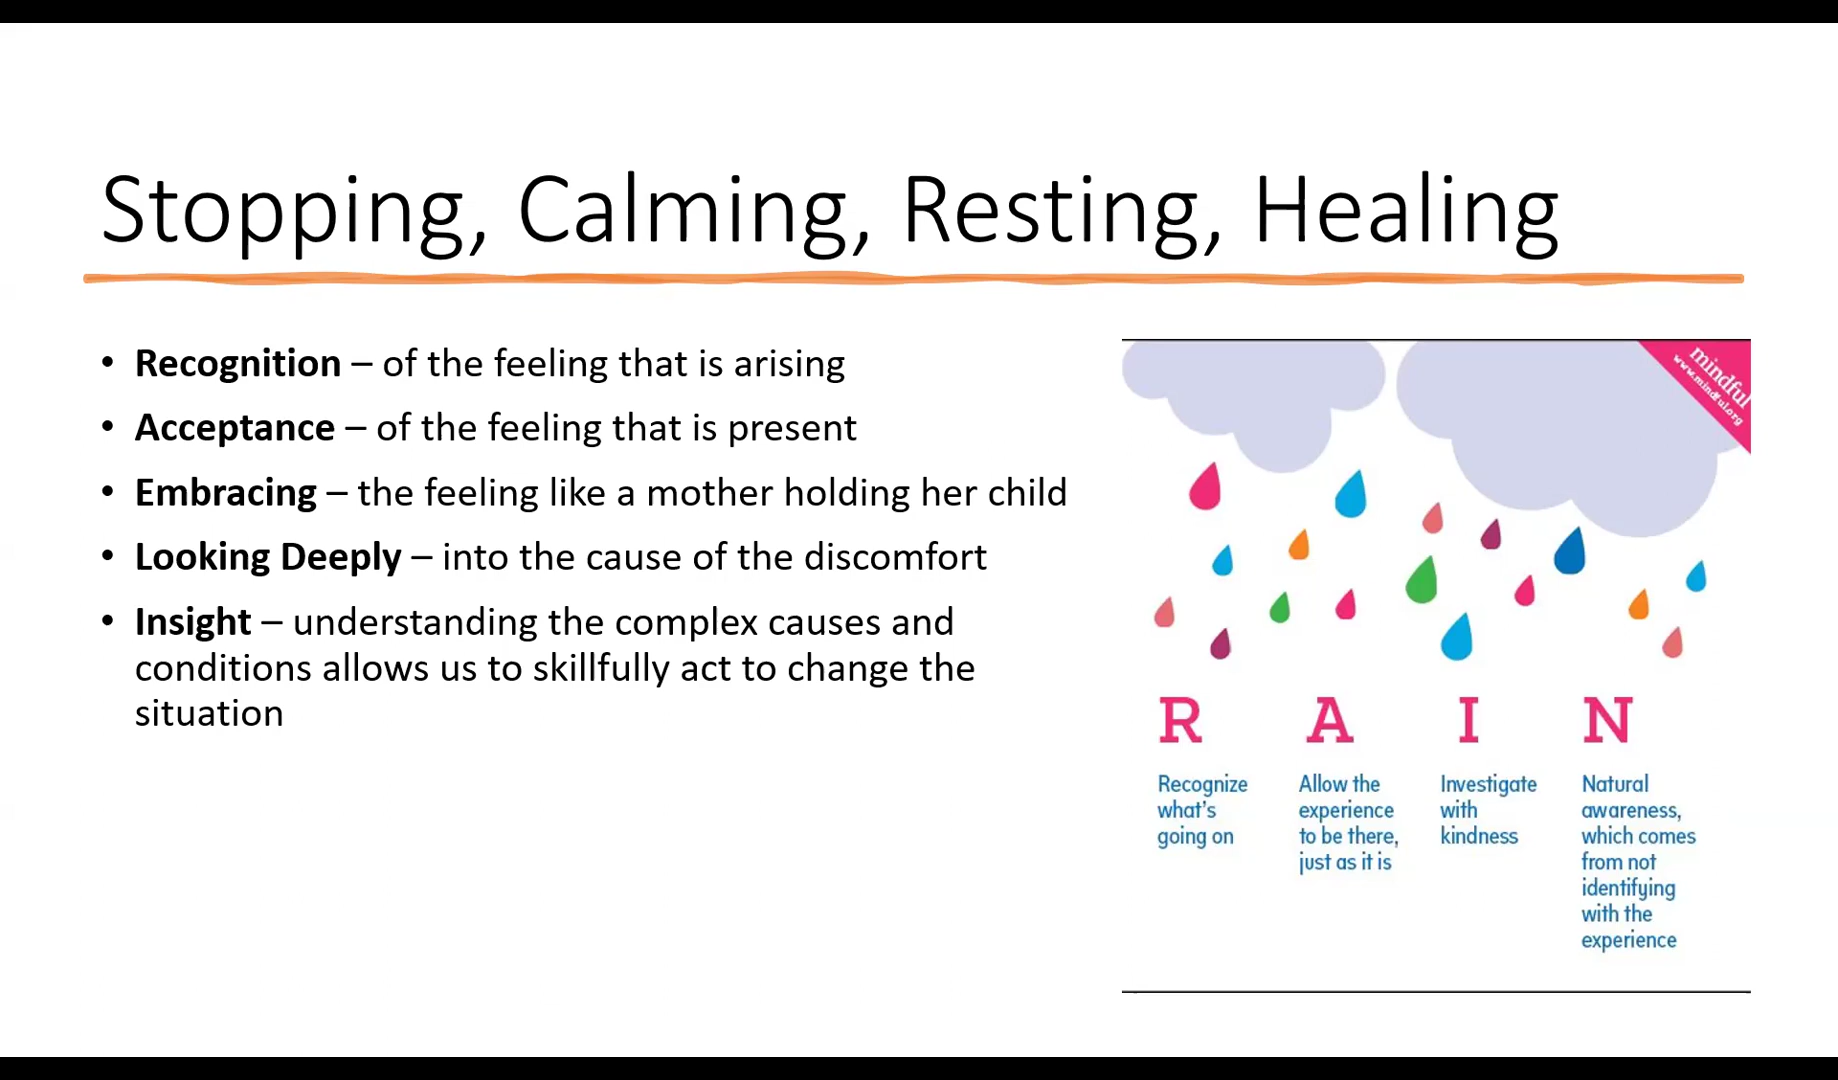 Stopping, Calming, Resting, Healing
• Recognition – of the feeling that is arising
• Acceptance – of the feeling that is present
• Embracing – the feeling like a mother holding her child
• Looking Deeply – into the cause of the discomfort
• Insight – understanding the complex causes and
conditions allows us to skillfully act to change the
situation
mindful
www.mindful.org
R A I N
Recognize
what's
going on
Allow the
experience
to be there,
just as it is
Investigate
with
kindness
Natural
awareness,
which comes
from not
identifying
with the
experience